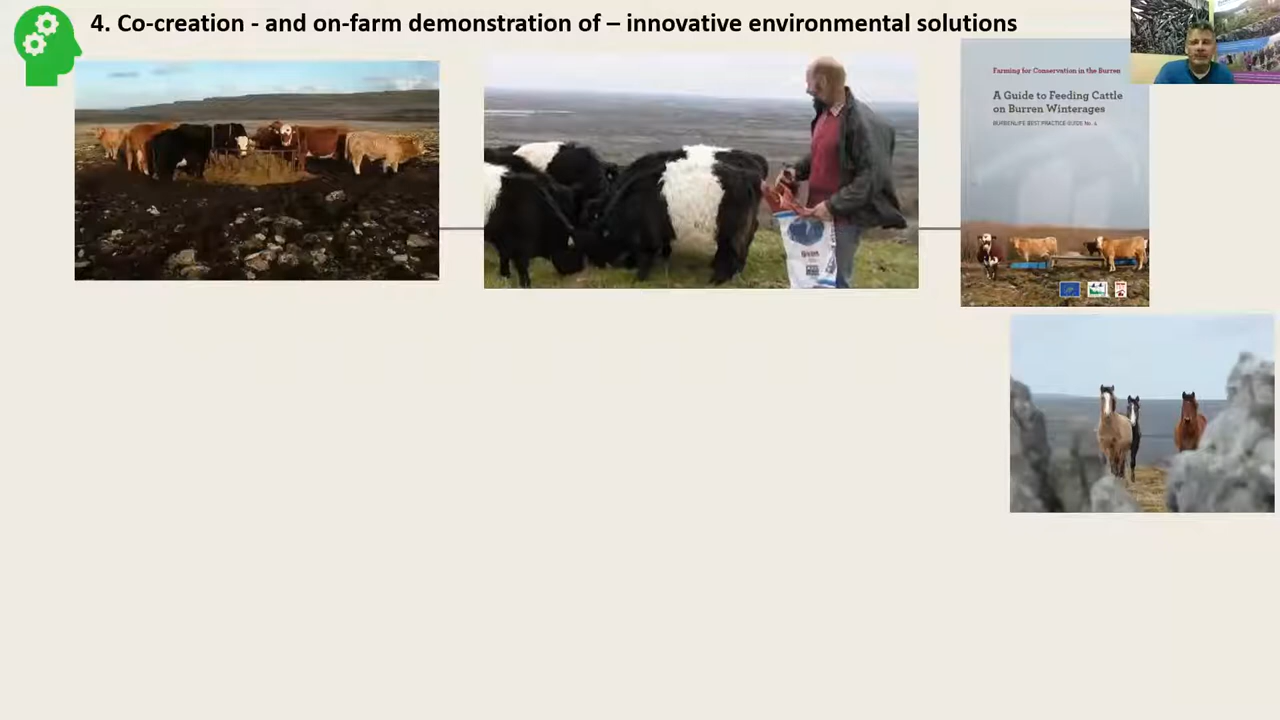 4. Co-creation - and on-farm demonstration of – innovative environmental solutions
Farming for Conservation in the Burren
A Guide to Feeding Cattle
on Burren Winterages
BURRENLIFE BEST PRACTICE GUIDE No. 2